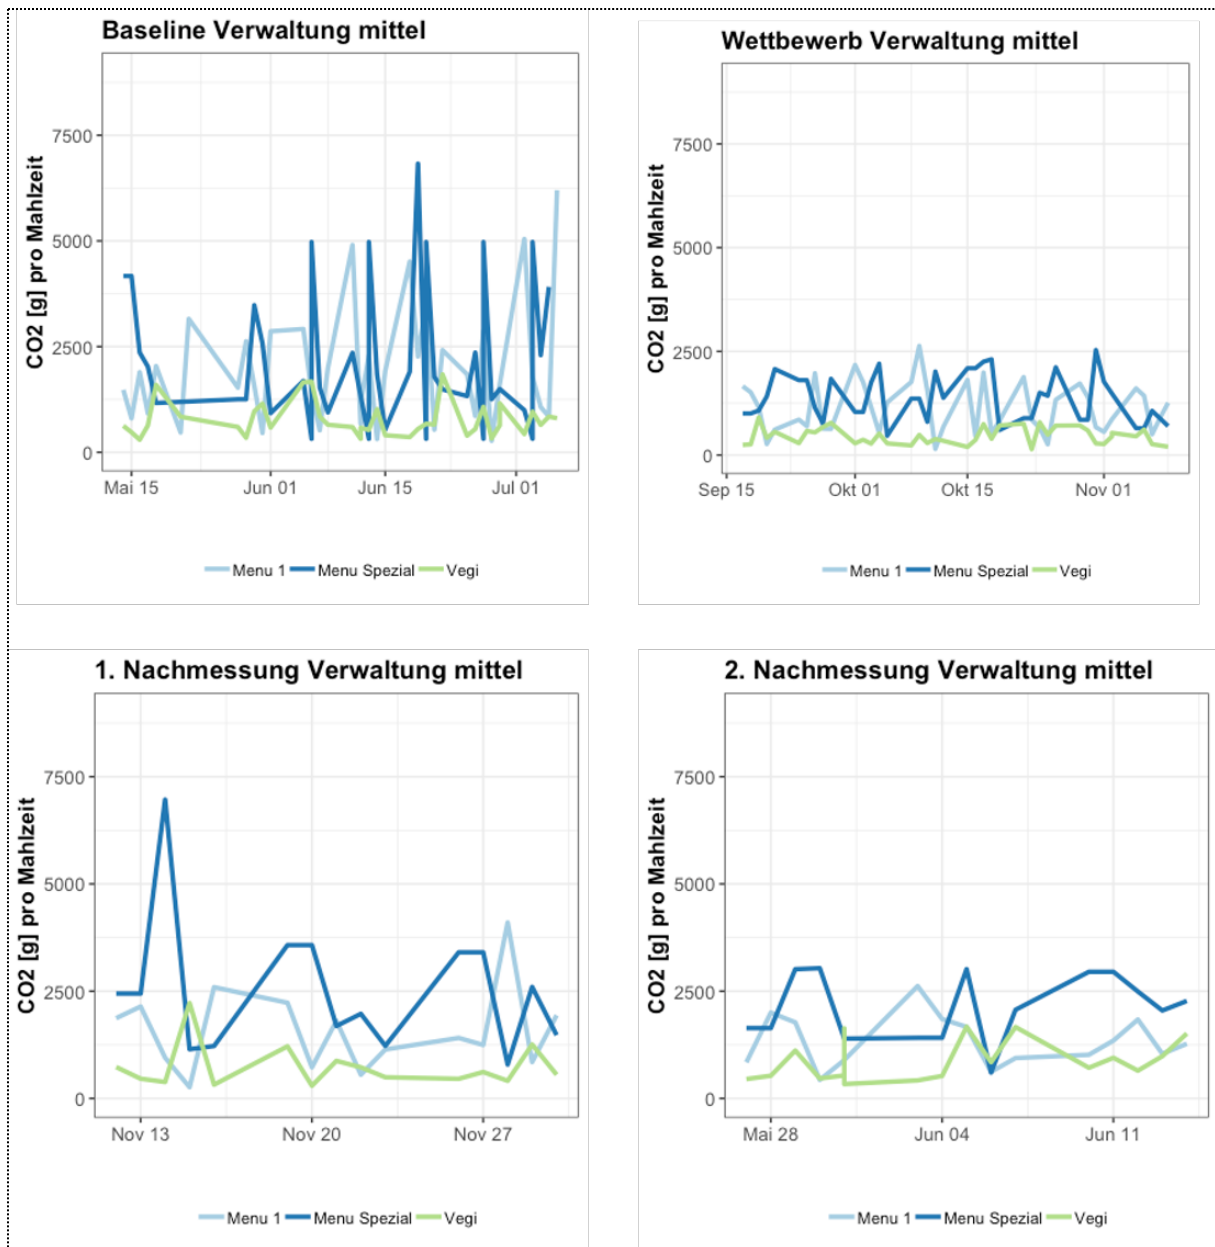 Baseline Verwaltung mittel
CO2 [g] pro Mahlzeit
7500
5000
2500
0
Mai 15 Jun 01 Jun 15 Jul 01
Menu 1 Menu Spezial Vegi
Wettbewerb Verwaltung mittel
CO2 [g] pro Mahlzeit
7500
5000
2500
0
Sep 15 Okt 01 Okt 15 Nov 01
Menu 1 Menu Spezial Vegi
1. Nachmessung Verwaltung mittel
CO2 [g] pro Mahlzeit
7500
5000
2500
0
Nov 13 Nov 20 Nov 27
Menu 1 Menu Spezial Vegi
2. Nachmessung Verwaltung mittel
CO2 [g] pro Mahlzeit
7500
5000
2500
0
Mai 28 Jun 04 Jun 11
Menu 1 Menu Spezial Vegi